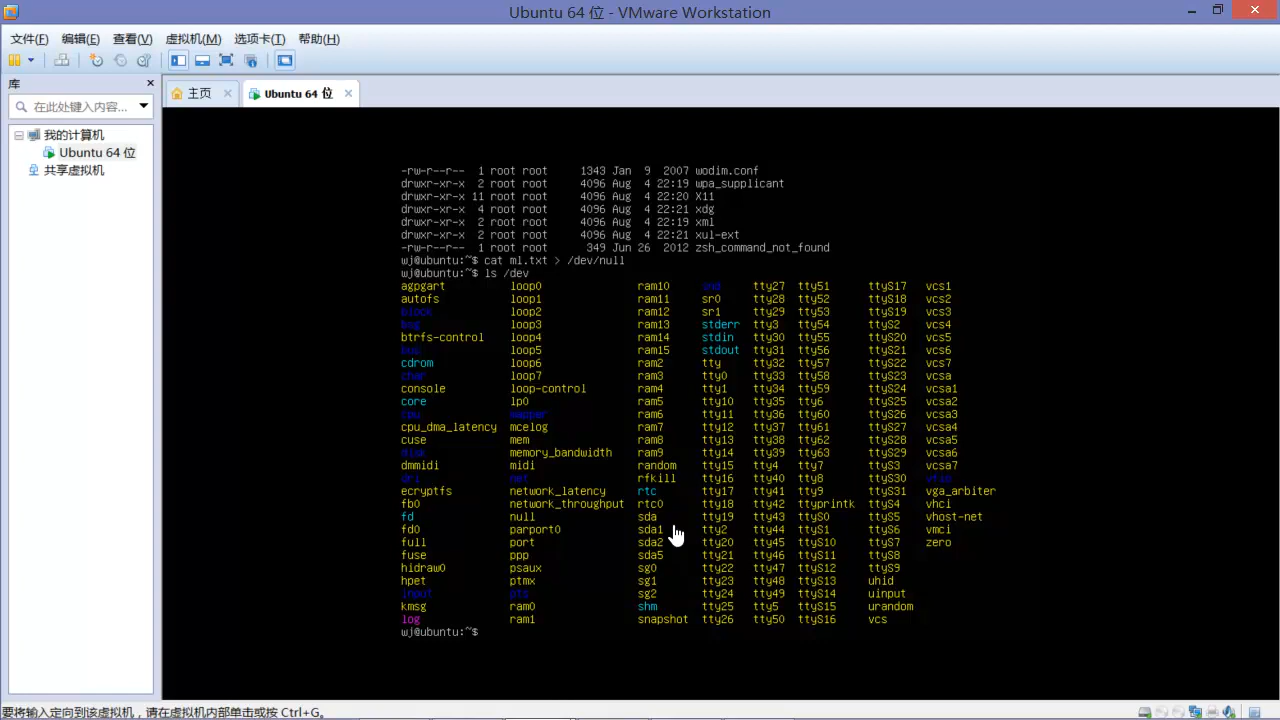 Ubuntu 64 位 - VMware Workstation
文件(F) 编辑(E) 查看(V) 虚拟机(M) 选项卡(T) 帮助(H)
库
主页 Ubuntu 64 位
在此处键入内容...
我的计算机
Ubuntu 64 位
共享虚拟机
-rw-r--r-- 1 root root 1343 Jan 9 2007 wodim.conf
drwxr-xr-x 2 root root 4096 Aug 4 22:19 wpa_supplicant
drwxr-xr-x 11 root root 4096 Aug 4 22:20 X11
drwxr-xr-x 4 root root 4096 Aug 4 22:21 xdg
drwxr-xr-x 2 root root 4096 Aug 4 22:19 xml
drwxr-xr-x 2 root root 4096 Aug 4 22:21 xul-ext
-rw-r--r-- 1 root root 349 Jun 26 2012 zsh_command_not_found
wj@ubuntu:~$ cat ml.txt > /dev/null
wj@ubuntu:~$ ls /dev
agpgart loop0 ram10 snd tty27 tty51 ttyS17 vcs1
autofs loop1 ram11 sr0 tty28 tty52 ttyS18 vcs2
block loop2 ram12 sr1 tty29 tty53 ttyS19 vcs3
bsg loop3 ram13 stderr tty3 tty54 ttyS2 vcs4
btrfs-control loop4 ram14 stdin tty30 tty55 ttyS20 vcs5
bus loop5 ram15 stdout tty31 tty56 ttyS21 vcs6
cdrom loop6 ram2 tty tty32 tty57 ttyS22 vcs7
char loop7 ram3 tty0 tty33 tty58 ttyS23 vcsa
console loop-control ram4 tty1 tty34 tty59 ttyS24 vcsa1
core lp0 ram5 tty10 tty35 tty6 ttyS25 vcsa2
cpu mapper ram6 tty11 tty36 tty60 ttyS26 vcsa3
cpu_dma_latency mcelog ram7 tty12 tty37 tty61 ttyS27 vcsa4
cuse mem ram8 tty13 tty38 tty62 ttyS28 vcsa5
disk memory_bandwidth ram9 tty14 tty39 tty63 ttyS29 vcsa6
dmmidi midi random tty15 tty4 tty7 ttyS3 vcsa7
dri net rfkill tty16 tty40 tty8 ttyS30 vfio
ecryptfs network_latency rtc tty17 tty41 tty9 ttyS31 vga_arbiter
fb0 network_throughput rtc0 tty18 tty42 ttyprintk ttyS4 vhci
fd null sda tty19 tty43 ttyS0 ttyS5 vhost-net
fd0 parport0 sda1 tty2 tty44 ttyS1 ttyS6 vmci
full port sda2 tty20 tty45 ttyS10 ttyS7 zero
fuse ppp sda5 tty21 tty46 ttyS11 ttyS8
hidraw0 psaux sg0 tty22 tty47 ttyS12 ttyS9
hpet ptmx sg1 tty23 tty48 ttyS13 uhid
input pts sg2 tty24 tty49 ttyS14 uinput
kmsg ram0 shm tty25 tty5 ttyS15 urandom
log ram1 snapshot tty26 tty50 ttyS16 vcs
wj@ubuntu:~$
要将输入定向到该虚拟机，请在虚拟机内部单击或按 Ctrl+G。